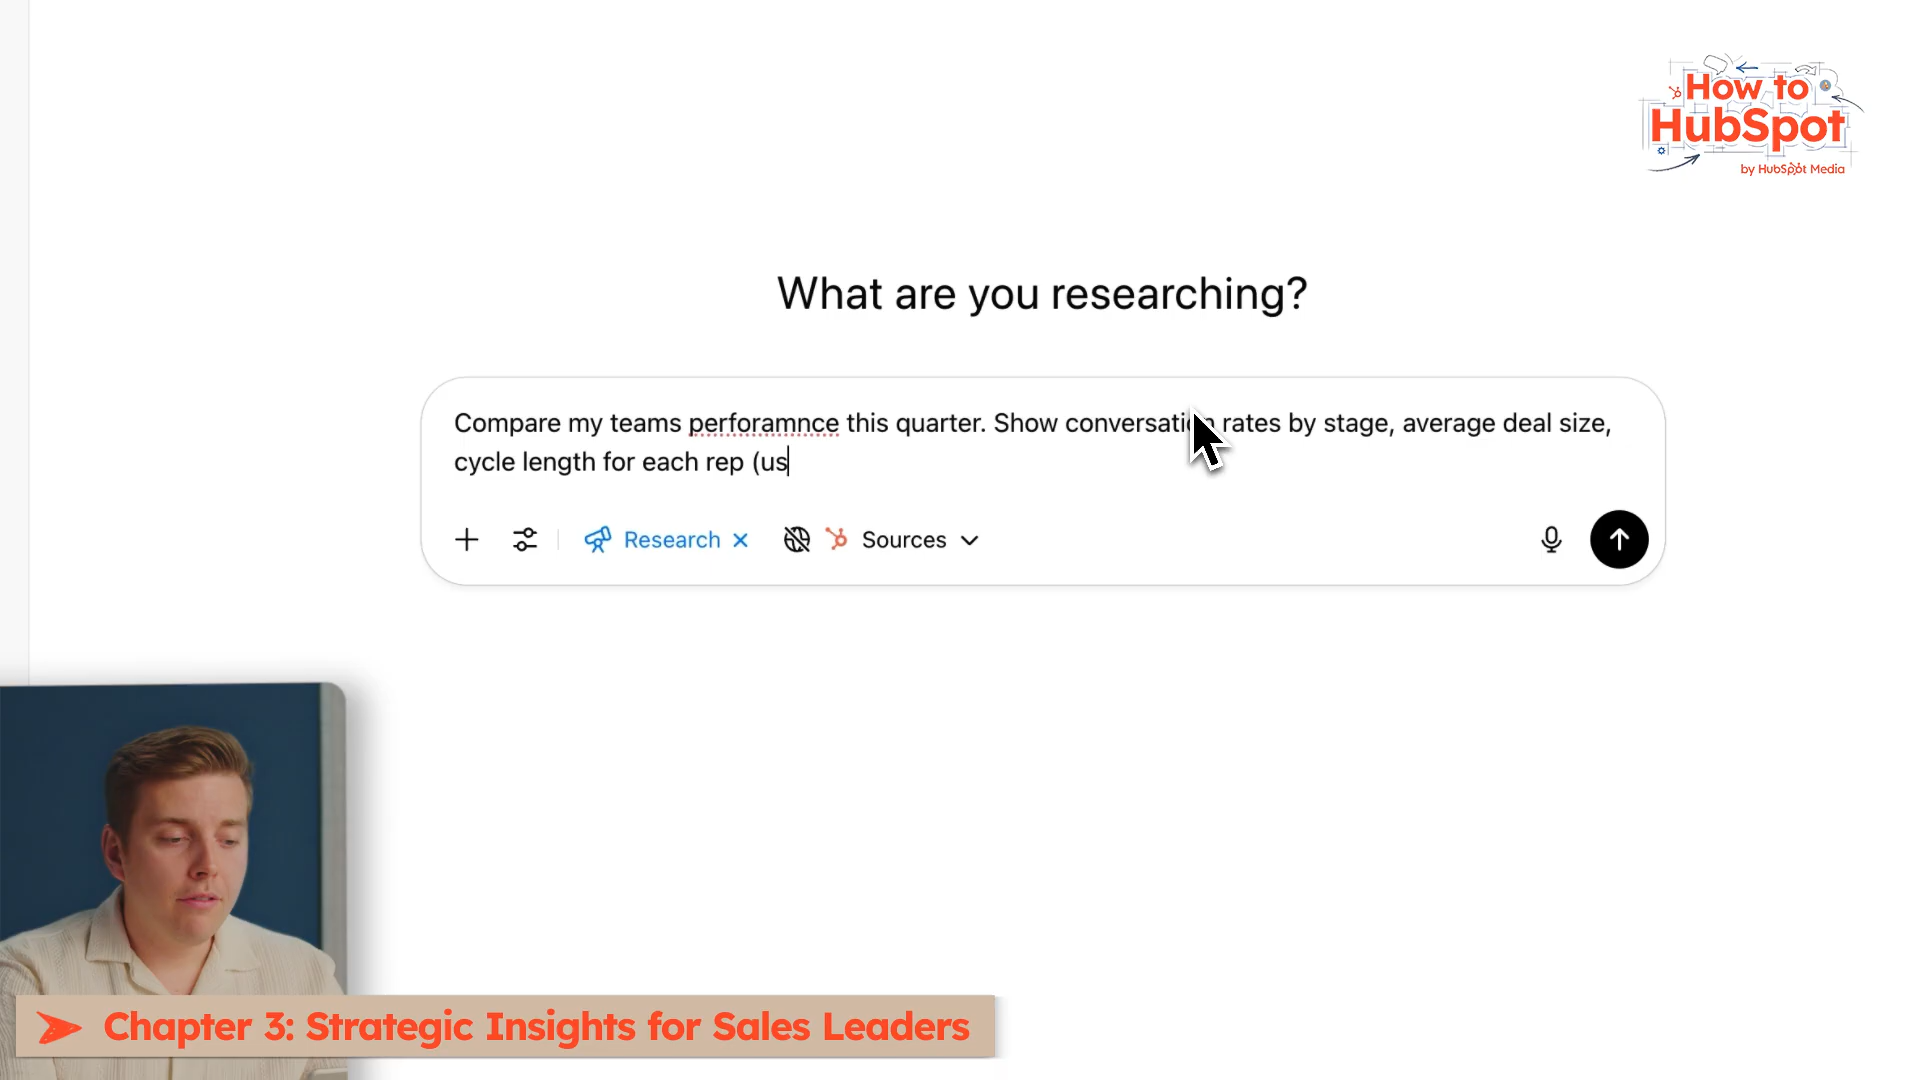 How to
HubSpot
by HubSpot Media
What are you researching?
Compare my teams perforamnce this quarter. Show conversation rates by stage, average deal size,
cycle length for each rep (us
Research
Sources
Chapter 3: Strategic Insights for Sales Leaders